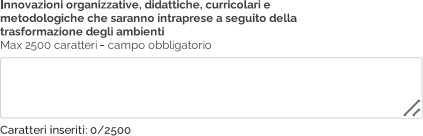 Innovazioni organizzative, didattiche, curricolari e
metodologiche che saranno intraprese a seguito della
trasformazione degli ambienti
Max 2500 caratteri - campo obbligatorio
Caratteri inseriti: 0/2500